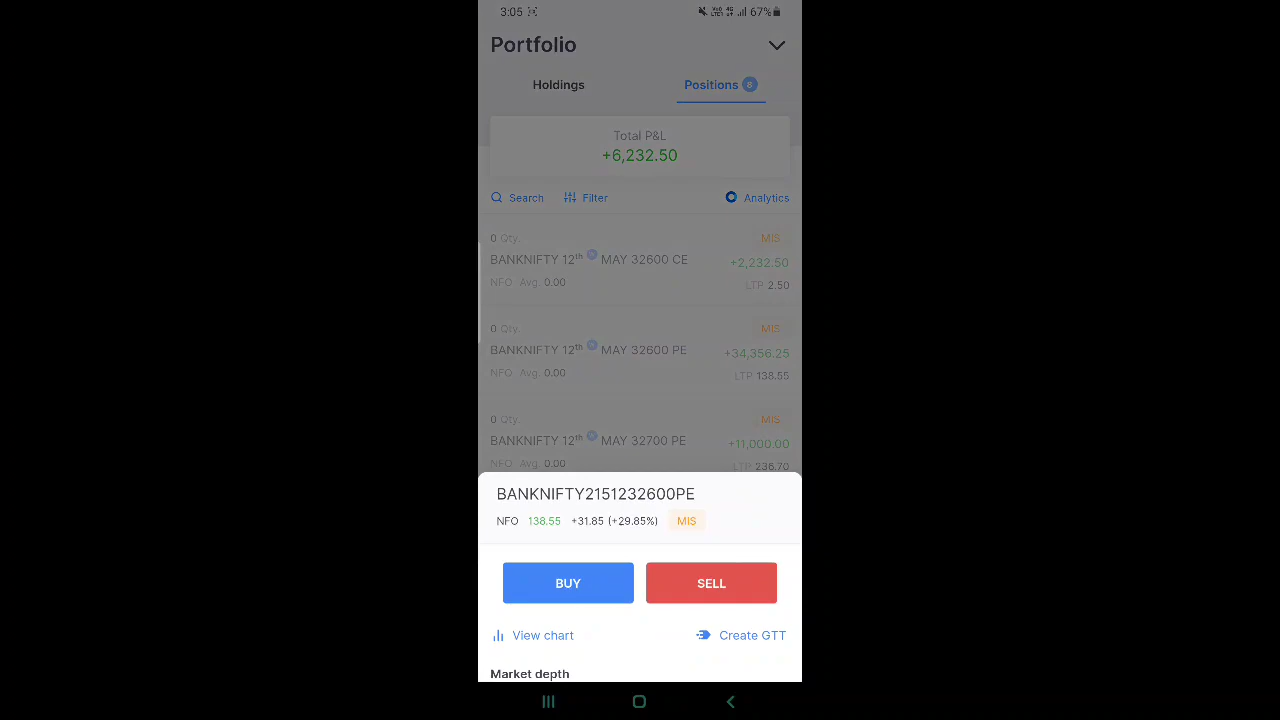 3:05 67%
Portfolio
Holdings Positions 8
Total P&L
+6,232.50
Search Filter Analytics
0 Qty. MIS
BANKNIFTY 12th MAY 32600 CE +2,232.50
NFO Avg. 0.00 LTP 2.50
0 Qty. MIS
BANKNIFTY 12th MAY 32600 PE +34,356.25
NFO Avg. 0.00 LTP 138.55
0 Qty. MIS
BANKNIFTY 12th MAY 32700 PE +11,000.00
NFO Avg. 0.00 LTP 236.70
BANKNIFTY2151232600PE
NFO 138.55 +31.85 (+29.85%) MIS
BUY SELL
View chart Create GTT
Market depth